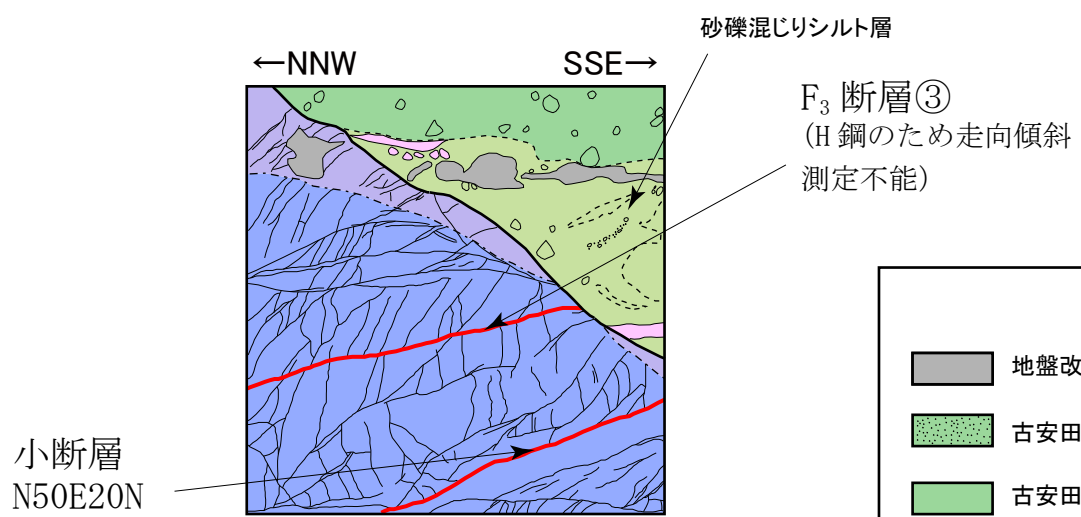 砂礫混じりシルト層
←NNW SSE→
F₃ 断層③
(H 鋼のため走向傾斜
測定不能)
小断層
N50E20N
地盤改
古安田
古安田